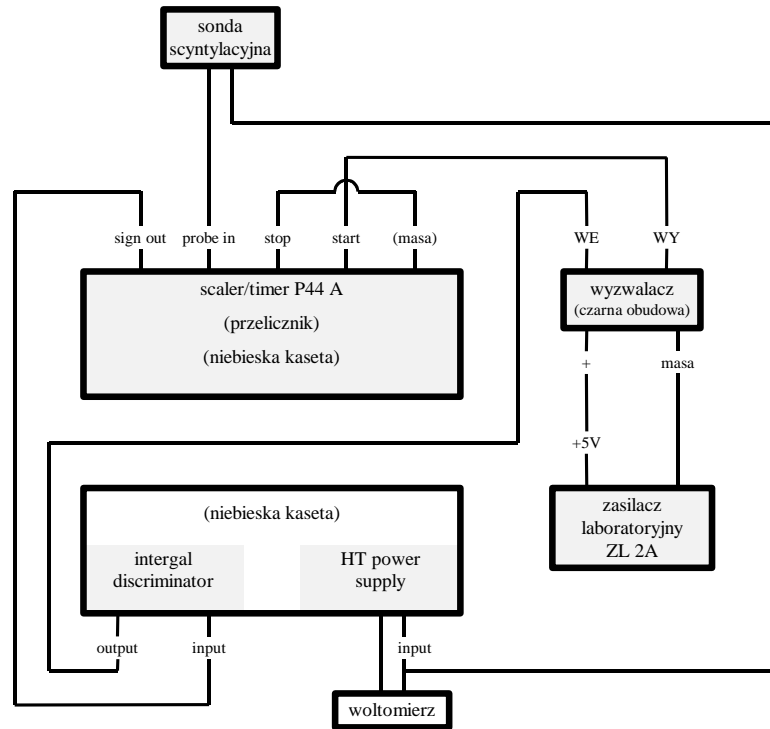 sonda
scyntylacyjna
sign out
probe in
stop
start
(masa)
WE
WY
scaler/timer P44 A
(przelicznik)
(niebieska kaseta)
wyzwalacz
(czarna obudowa)
+
masa
+5V
zasilacz
laboratoryjny
ZL 2A
(niebieska kaseta)
intergal
discriminator
HT power
supply
output
input
input
woltomierz